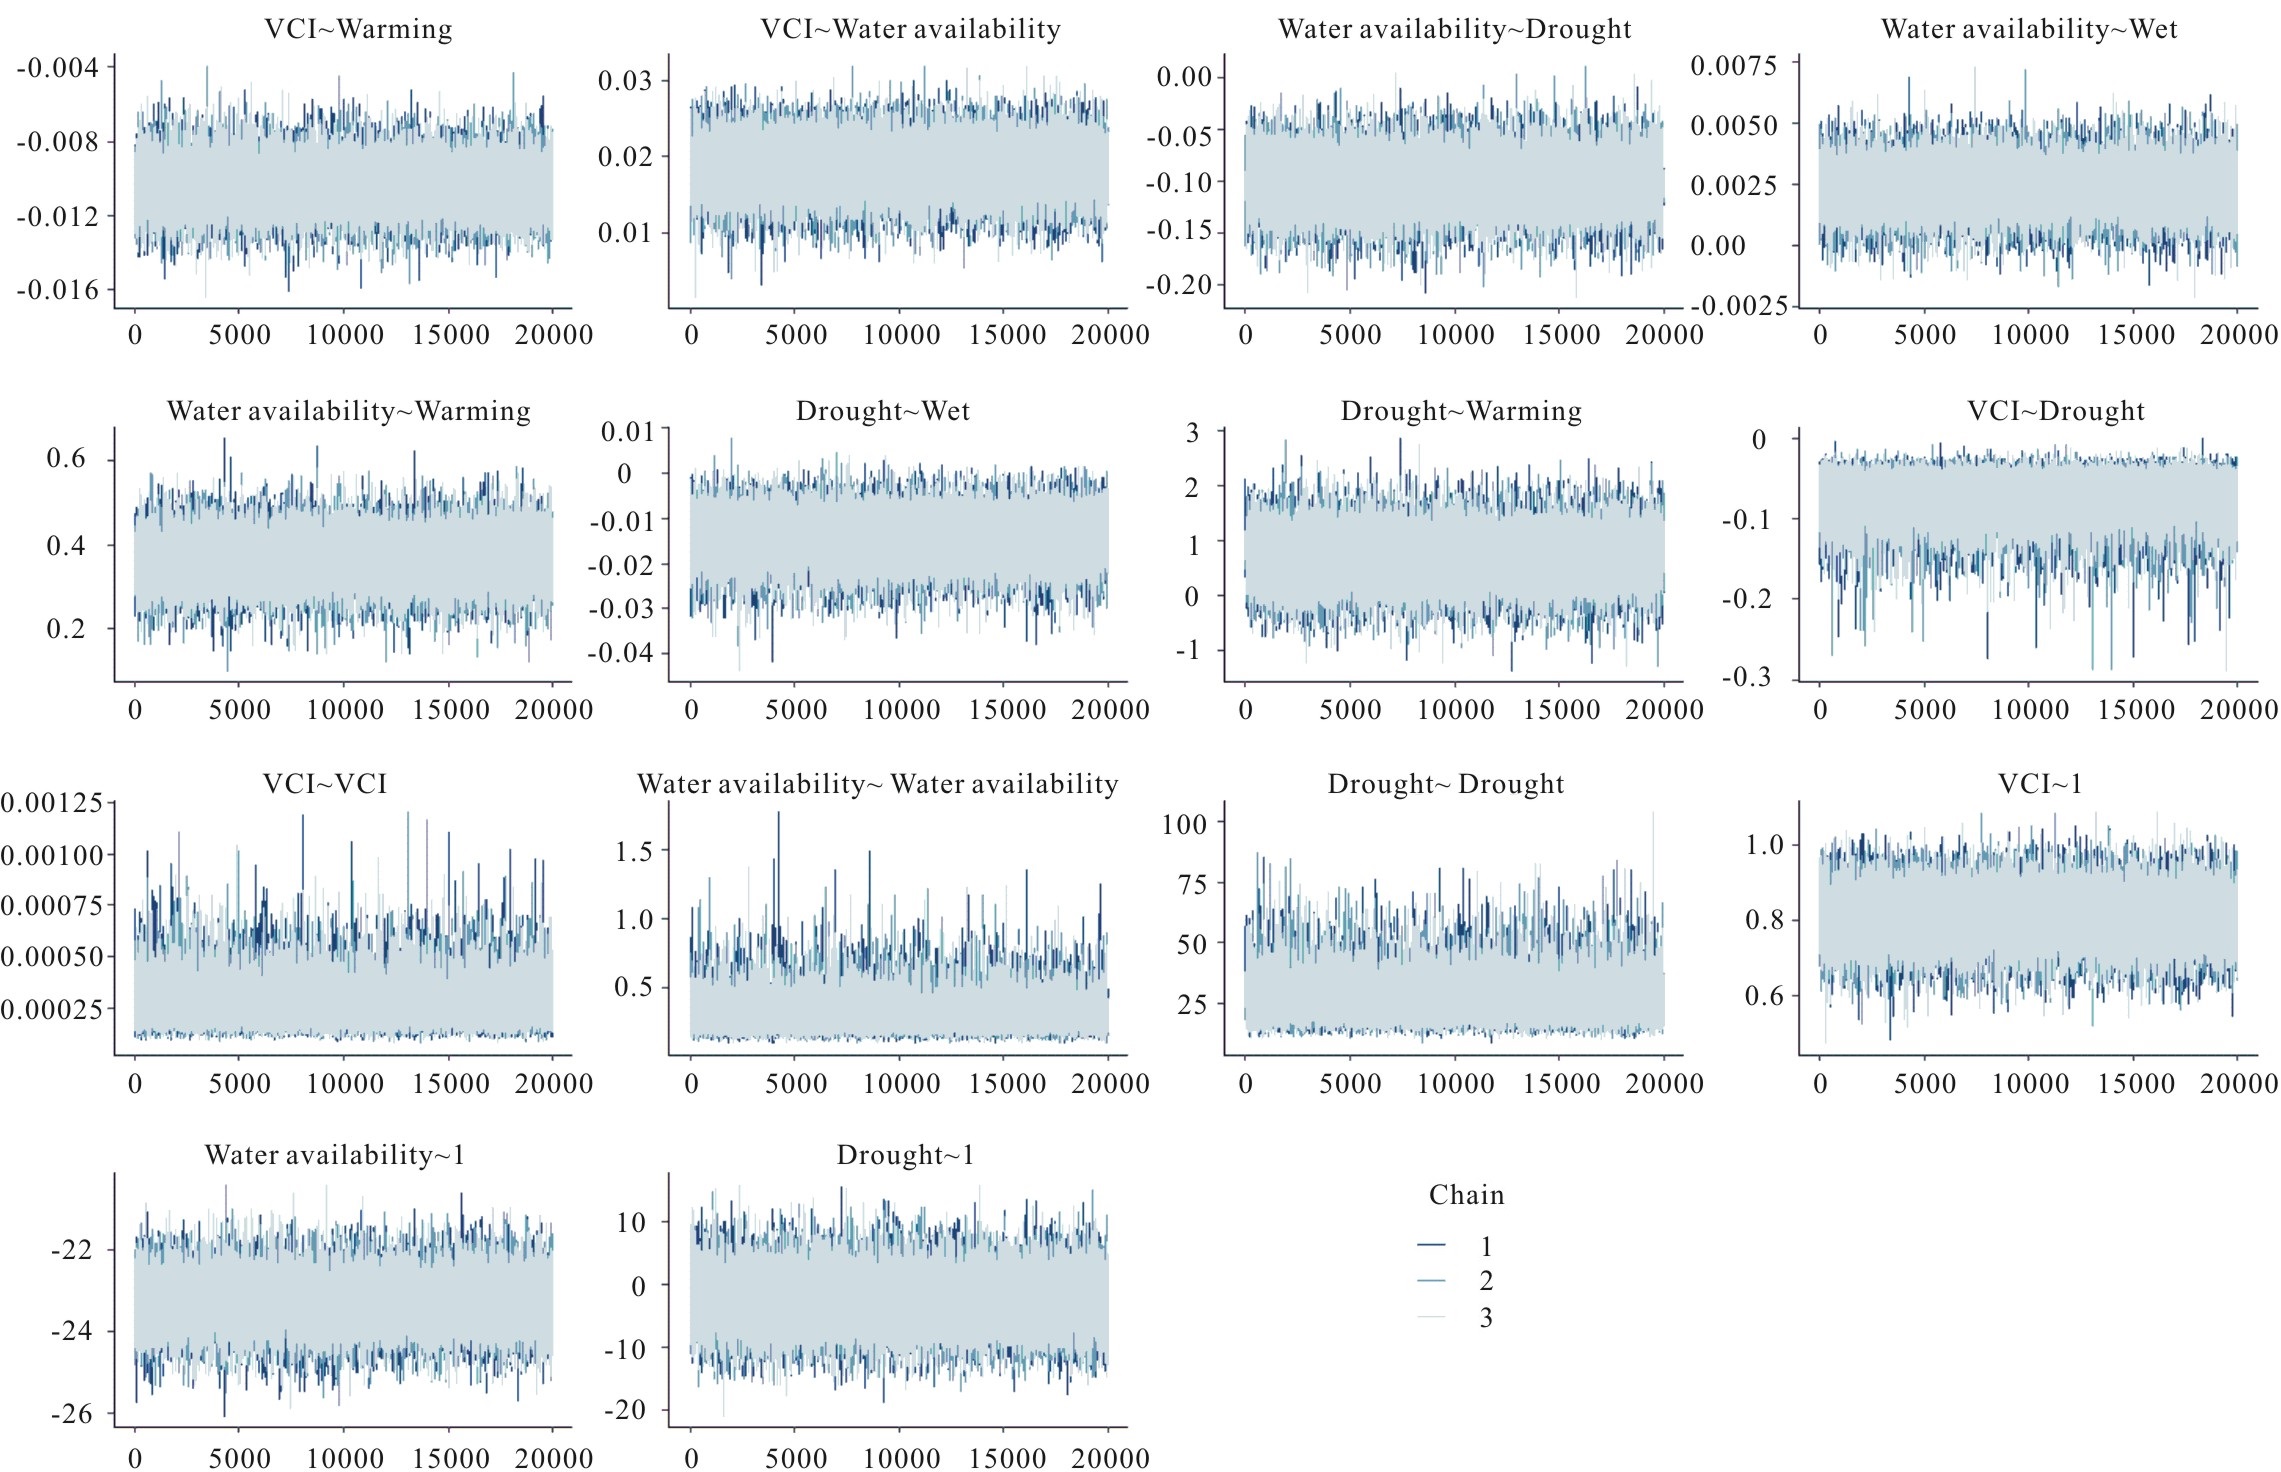 VCI~Warming
VCI~Water availability
Water availability~Drought
Water availability~Wet
-0.004
-0.008
-0.012
-0.016
0 5000 10000 15000 20000
0.03
0.02
0.01
0 5000 10000 15000 20000
0.00
-0.05
-0.10
-0.15
-0.20
0 5000 10000 15000 20000
0.0075
0.0050
0.0025
0.00
-0.0025
0 5000 10000 15000 20000
Water availability~Warming
Drought~Wet
Drought~Warming
VCI~Drought
0.6
0.4
0.2
0 5000 10000 15000 20000
0.01
0
-0.01
-0.02
-0.03
-0.04
0 5000 10000 15000 20000
3
2
1
0
-1
0 5000 10000 15000 20000
0
-0.1
-0.2
-0.3
0 5000 10000 15000 20000
VCI~VCI
Water availability~ Water availability
Drought~ Drought
VCI~1
0.00125
0.00100
0.00075
0.00050
0.00025
0 5000 10000 15000 20000
1.5
1.0
0.5
0 5000 10000 15000 20000
100
75
50
25
0 5000 10000 15000 20000
1.0
0.8
0.6
0 5000 10000 15000 20000
Water availability~1
Drought~1
-22
-24
-26
0 5000 10000 15000 20000
10
0
-10
-20
0 5000 10000 15000 20000
Chain
1
2
3